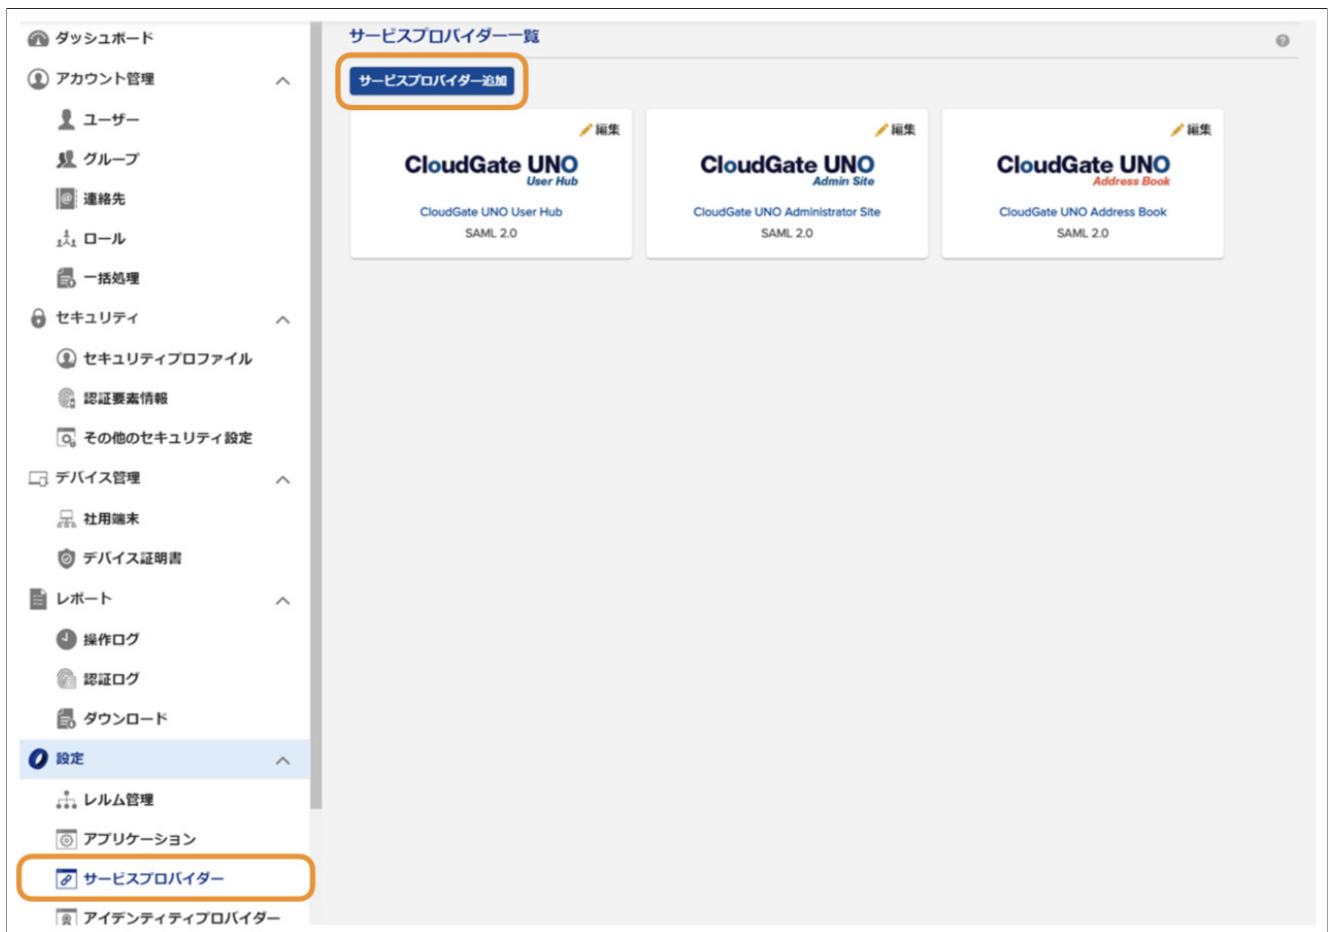 ダッシュボード
アカウント管理
ユーザー
グループ
連絡先
ロール
一括処理
セキュリティ
セキュリティプロファイル
認証要素情報
その他のセキュリティ設定
デバイス管理
社用端末
デバイス証明書
レポート
操作ログ
認証ログ
ダウンロード
設定
レルム管理
アプリケーション
サービスプロバイダー
アイデンティティプロバイダー
サービスプロバイダー一覧
サービスプロバイダー追加
編集
CloudGate UNO
User Hub
CloudGate UNO User Hub
SAML 2.0
編集
CloudGate UNO
Admin Site
CloudGate UNO Administrator Site
SAML 2.0
編集
CloudGate UNO
Address Book
CloudGate UNO Address Book
SAML 2.0